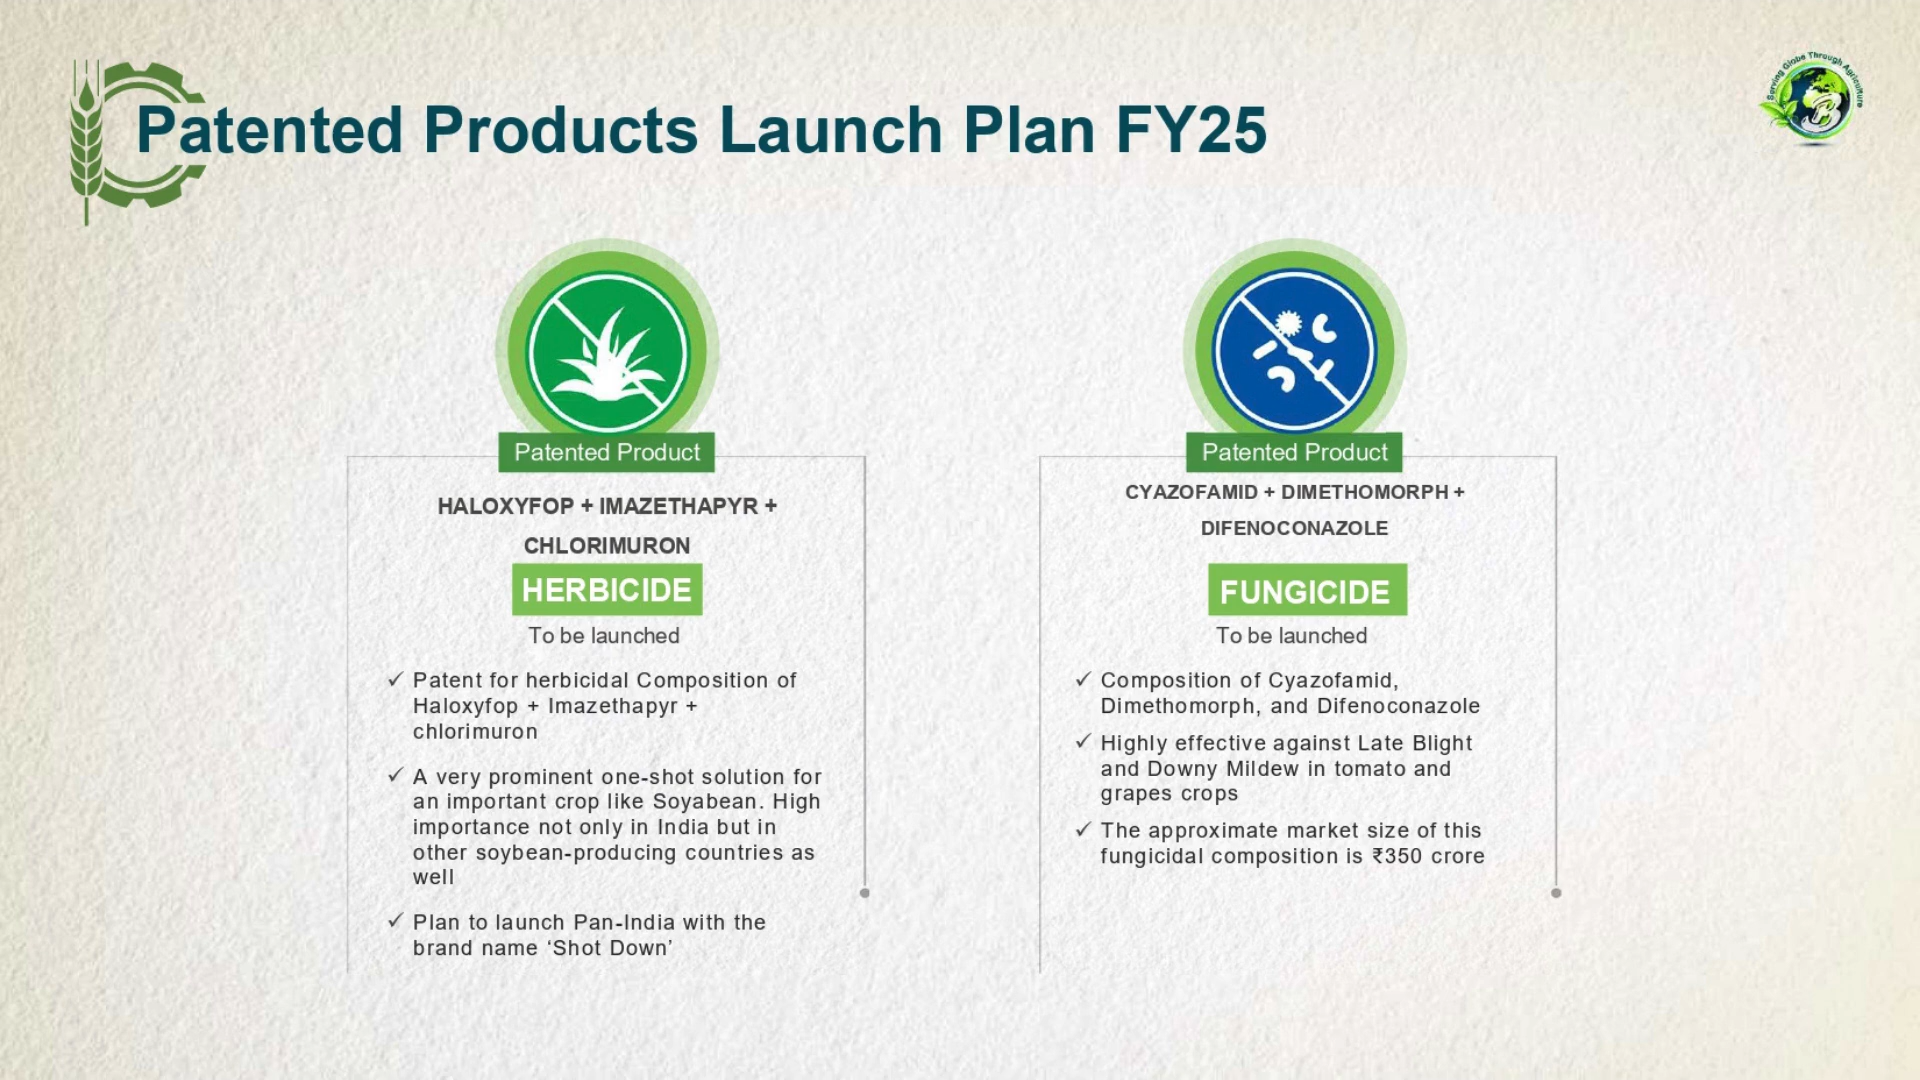 Serving Globe Through Agriculture
Patented Products Launch Plan FY25
Patented Product
HALOXYFOP + IMAZETHAPYR +
CHLORIMURON
HERBICIDE
To be launched
✓ Patent for herbicidal Composition of
Haloxyfop + Imazethapyr +
chlorimuron
✓ A very prominent one-shot solution for
an important crop like Soyabean. High
importance not only in India but in
other soybean-producing countries as
well
✓ Plan to launch Pan-India with the
brand name ‘Shot Down’
Patented Product
CYAZOFAMID + DIMETHOMORPH +
DIFENOCONAZOLE
FUNGICIDE
To be launched
✓ Composition of Cyazofamid,
Dimethomorph, and Difenoconazole
✓ Highly effective against Late Blight
and Downy Mildew in tomato and
grapes crops
✓ The approximate market size of this
fungicidal composition is ₹350 crore